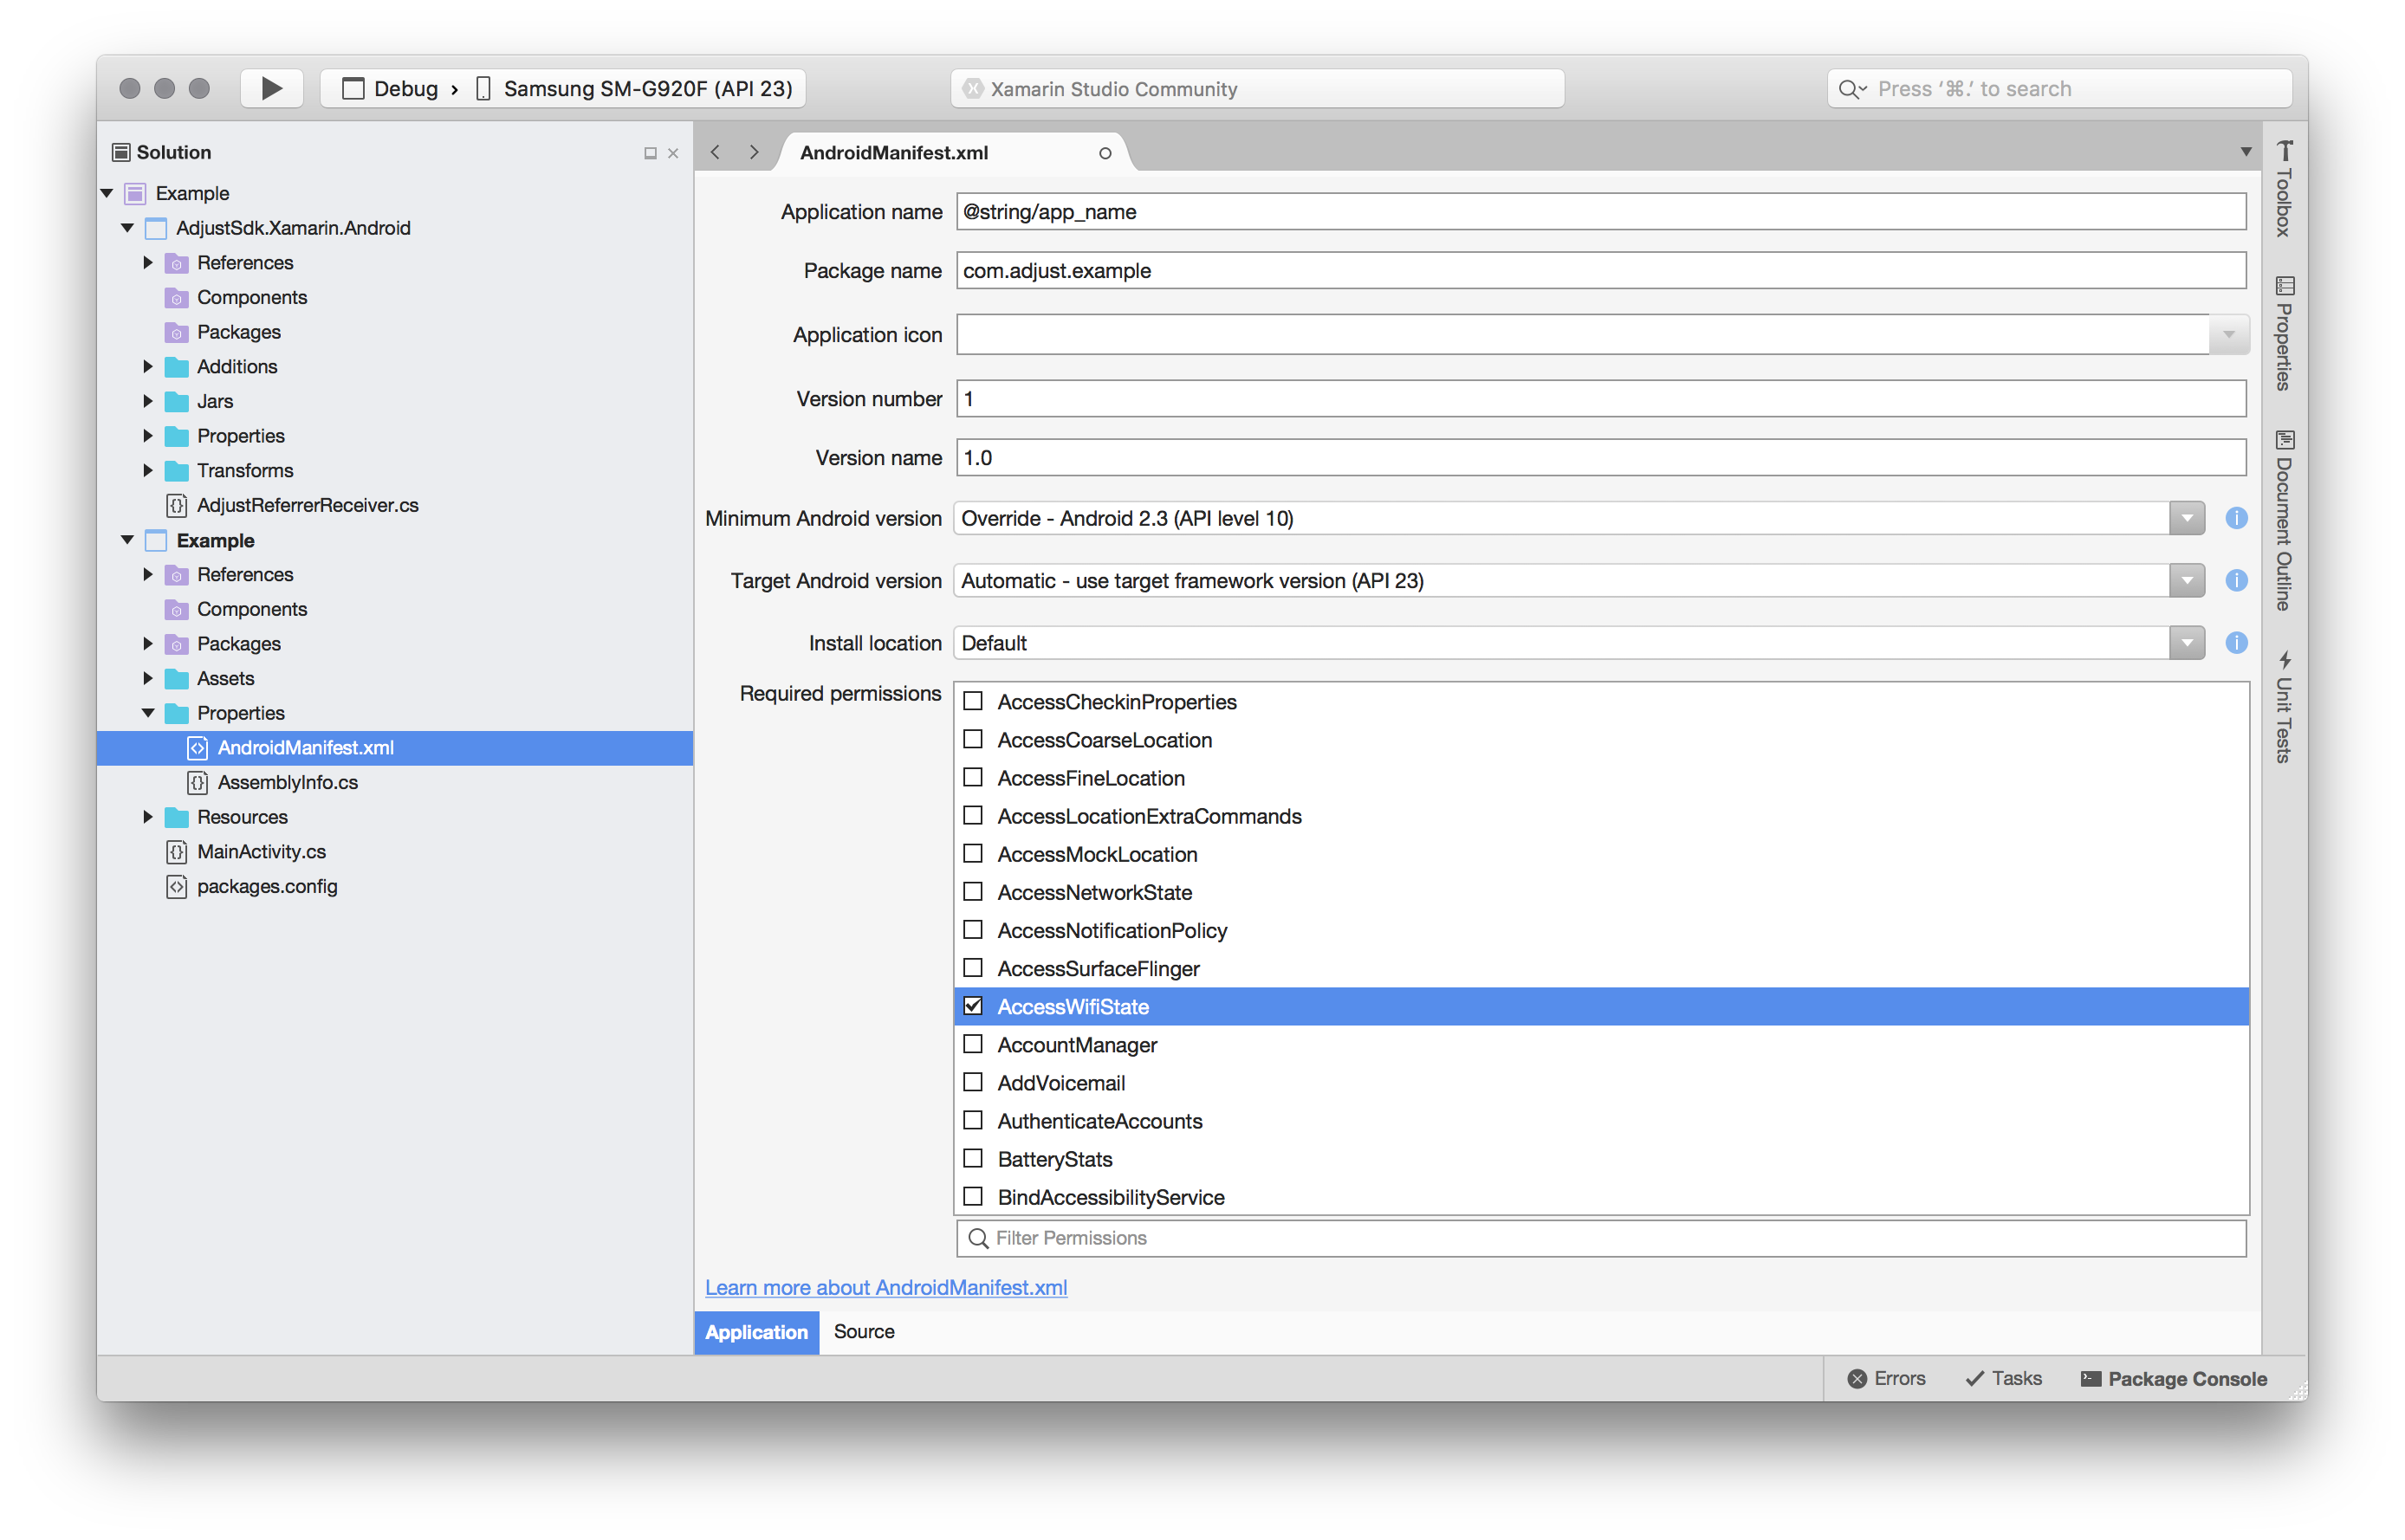 Debug › Samsung SM-G920F (API 23)
Xamarin Studio Community
Press ‘⌘.’ to search
Solution
Example
AdjustSdk.Xamarin.Android
References
Components
Packages
Additions
Jars
Properties
Transforms
AdjustReferrerReceiver.cs
Example
References
Components
Packages
Assets
Properties
AndroidManifest.xml
AssemblyInfo.cs
Resources
MainActivity.cs
packages.config
AndroidManifest.xml
Application name @string/app_name
Package name com.adjust.example
Application icon
Version number 1
Version name 1.0
Minimum Android version Override - Android 2.3 (API level 10)
Target Android version Automatic - use target framework version (API 23)
Install location Default
Required permissions
AccessCheckinProperties
AccessCoarseLocation
AccessFineLocation
AccessLocationExtraCommands
AccessMockLocation
AccessNetworkState
AccessNotificationPolicy
AccessSurfaceFlinger
AccessWifiState
AccountManager
AddVoicemail
AuthenticateAccounts
BatteryStats
BindAccessibilityService
Filter Permissions
Learn more about AndroidManifest.xml
Application Source
Toolbox
Properties
Document Outline
Unit Tests
Errors Tasks Package Console